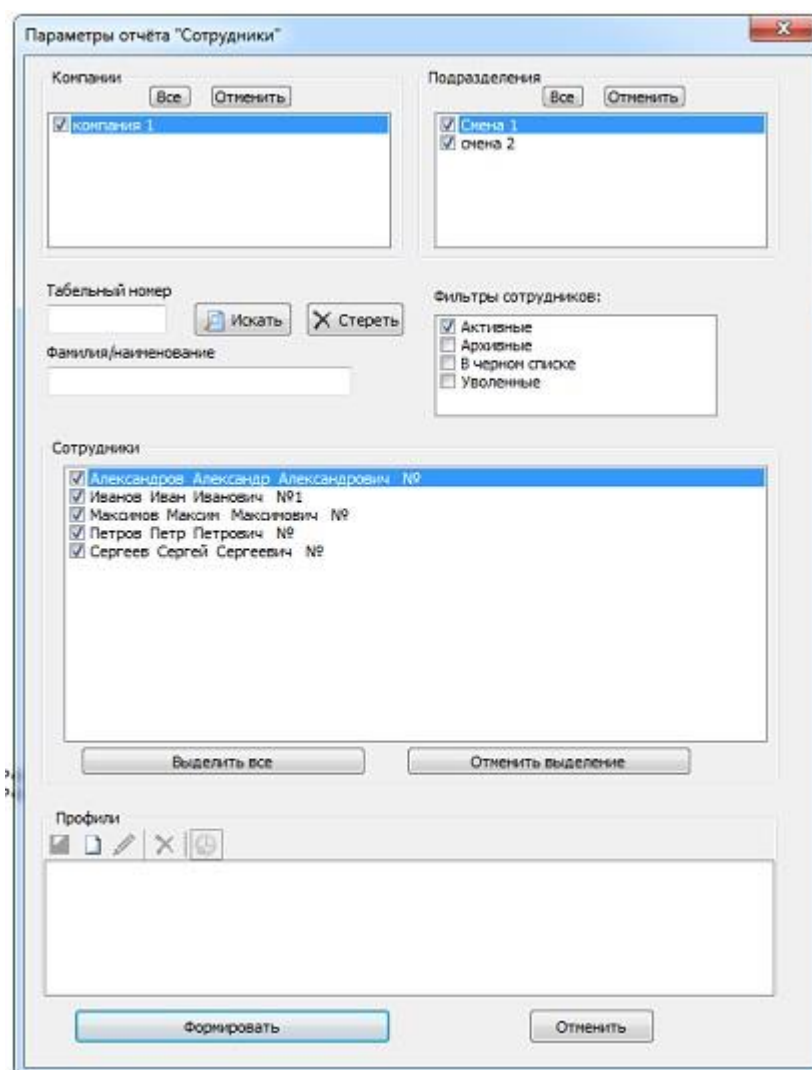 Параметры отчёта "Сотрудники"
Компании
Все Отменить
компания 1
Подразделения
Все Отменить
Смена 1
смена 2
Табельный номер
Искать Стереть
Фамилия/наименование
Фильтры сотрудников:
Активные
Архивные
В черном списке
Уволенные
Сотрудники
Александров Александр Александрович №
Иванов Иван Иванович №1
Максимов Максим Максимович №
Петров Петр Петрович №
Сергеев Сергей Сергеевич №
Выделить все Отменить выделение
Профили
Формировать Отменить